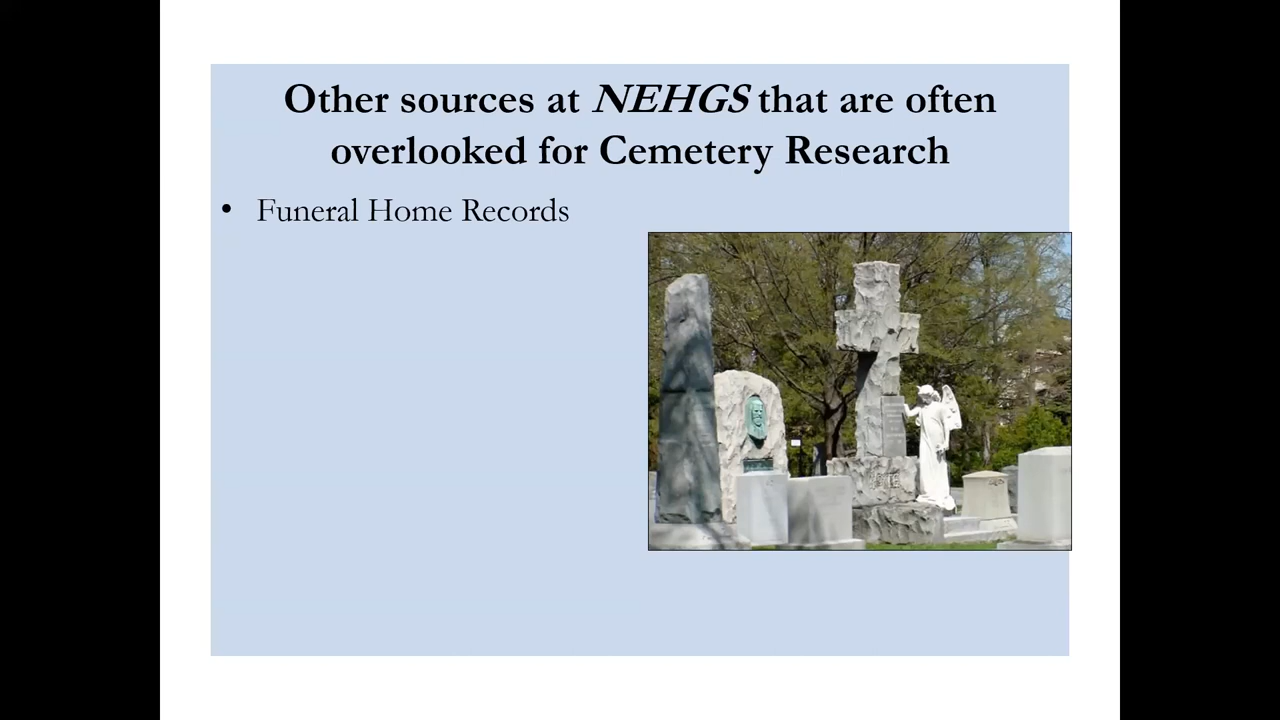 Other sources at NEHGS that are often
overlooked for Cemetery Research
• Funeral Home Records